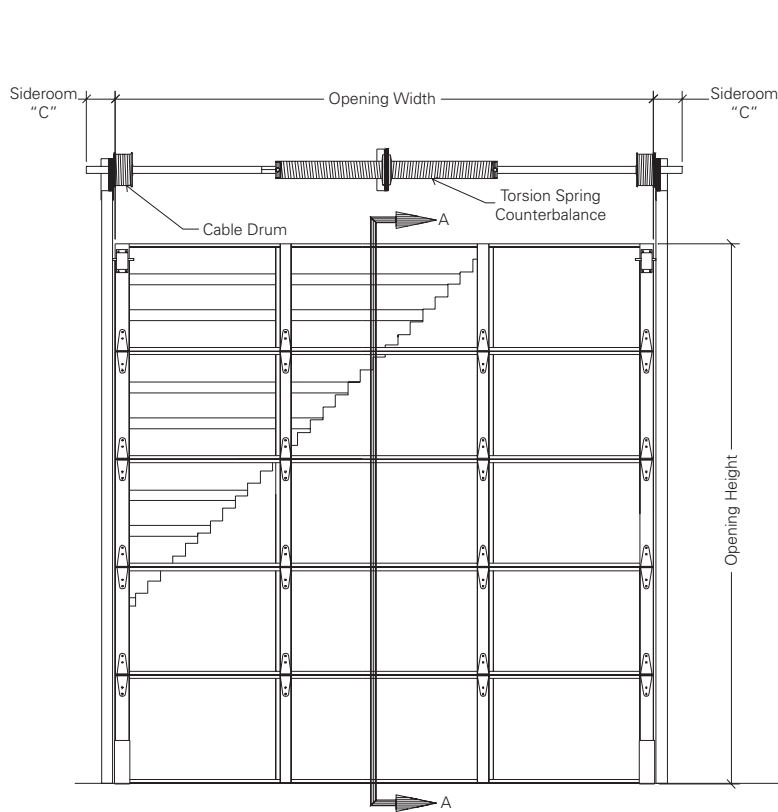 Sideroom
“C”
Opening Width
Sideroom
“C”
Torsion Spring
Counterbalance
Cable Drum
A
Opening Height
A